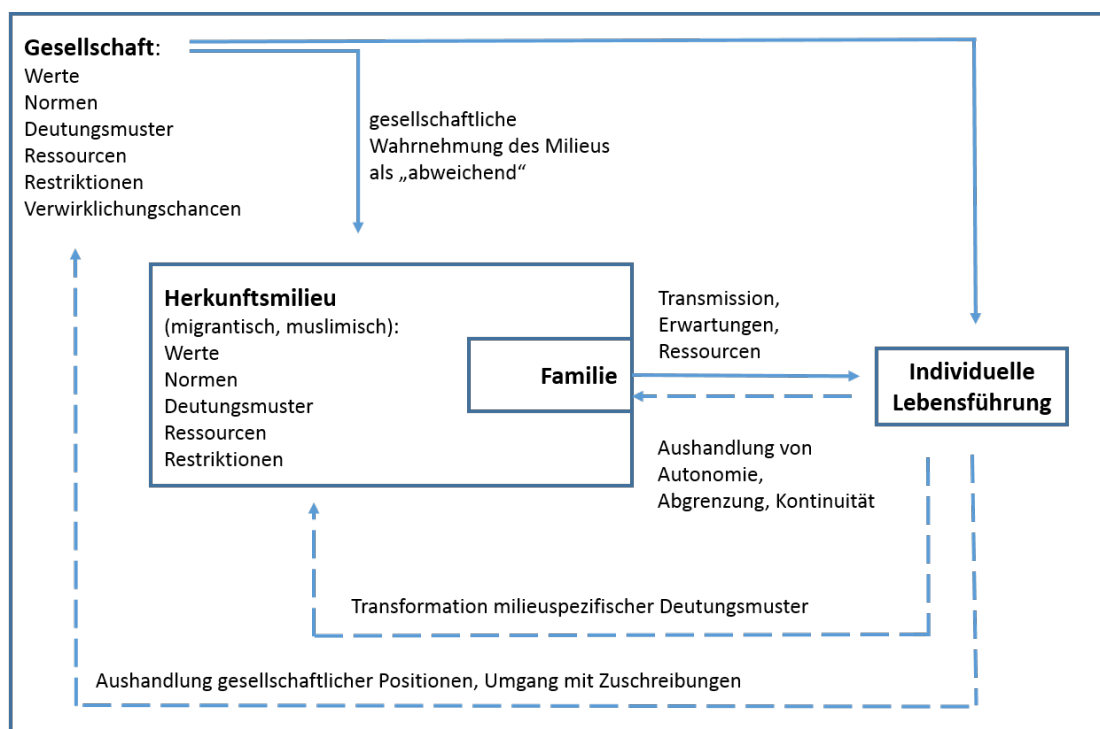 Gesellschaft:
Werte
Normen
Deutungsmuster
Ressourcen
Restriktionen
Verwirklichungschancen
gesellschaftliche
Wahrnehmung des Milieus
als „abweichend“
Herkunftsmilieu
(migrantisch, muslimisch):
Werte
Normen
Deutungsmuster
Ressourcen
Restriktionen
Familie
Transmission,
Erwartungen,
Ressourcen
Individuelle
Lebensführung
Aushandlung von
Autonomie,
Abgrenzung, Kontinuität
Transformation milieuspezifischer Deutungsmuster
Aushandlung gesellschaftlicher Positionen, Umgang mit Zuschreibungen